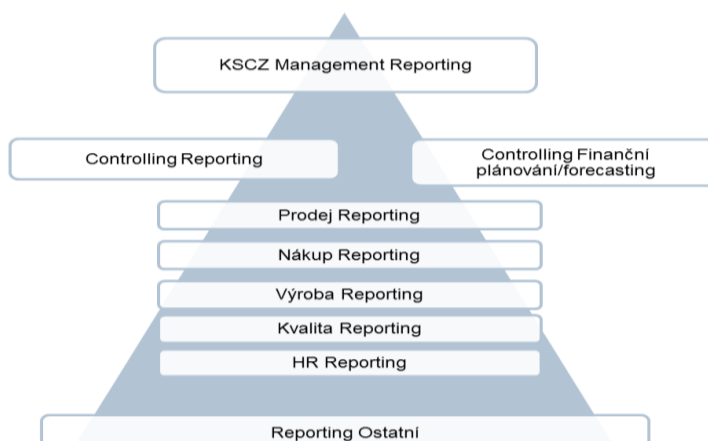 KSCZ Management Reporting
Controlling Reporting
Controlling Finanční
plánování/forecasting
Prodej Reporting
Nákup Reporting
Výroba Reporting
Kvalita Reporting
HR Reporting
Reporting Ostatní